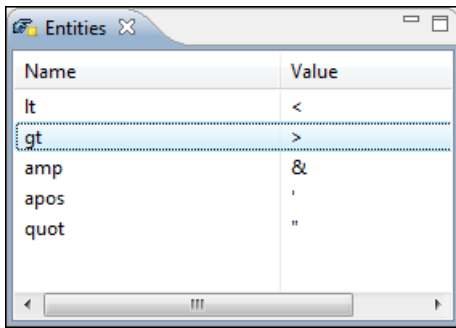 Entities
Name Value
lt <
gt >
amp &
apos '
quot "